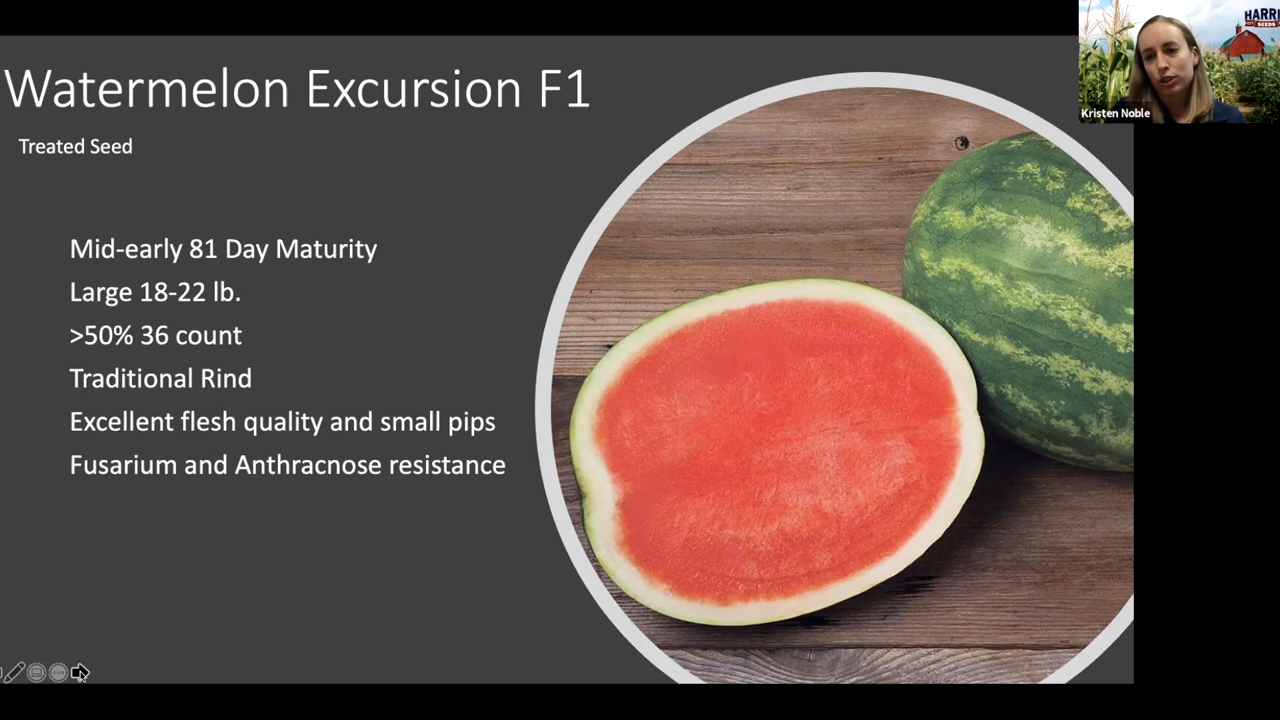 Watermelon Excursion F1
Treated Seed
Mid-early 81 Day Maturity
Large 18-22 lb.
>50% 36 count
Traditional Rind
Excellent flesh quality and small pips
Fusarium and Anthracnose resistance
SEEDS
Kristen Noble